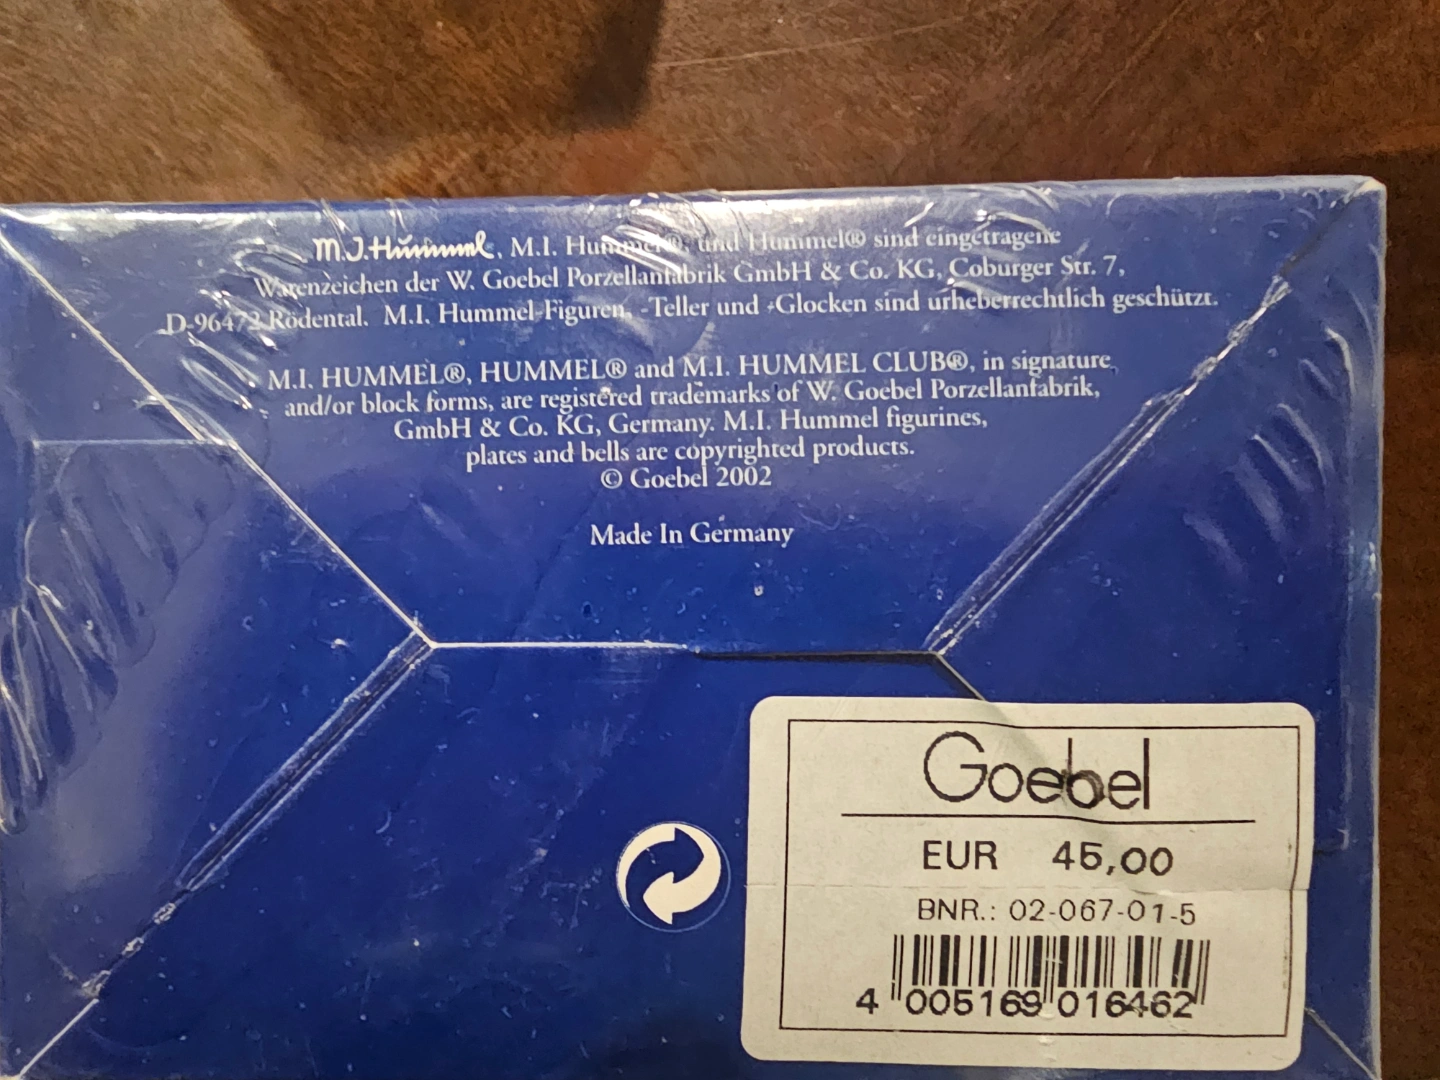 M.J.Hummel, M.I. Hummel®, und Hummel® sind eingetragene
Warenzeichen der W. Goebel Porzellanfabrik GmbH & Co. KG, Coburger Str. 7,
D-96472 Rödental. M.I. Hummel-Figuren, -Teller und -Glocken sind urheberrechtlich geschützt.
M.I. HUMMEL®, HUMMEL® and M.I. HUMMEL CLUB®, in signature
and/or block forms, are registered trademarks of W. Goebel Porzellanfabrik,
GmbH & Co. KG, Germany. M.I. Hummel figurines,
plates and bells are copyrighted products.
© Goebel 2002
Made In Germany
Goebel
EUR 45,00
BNR.: 02-067-01-5
4 005169 016462